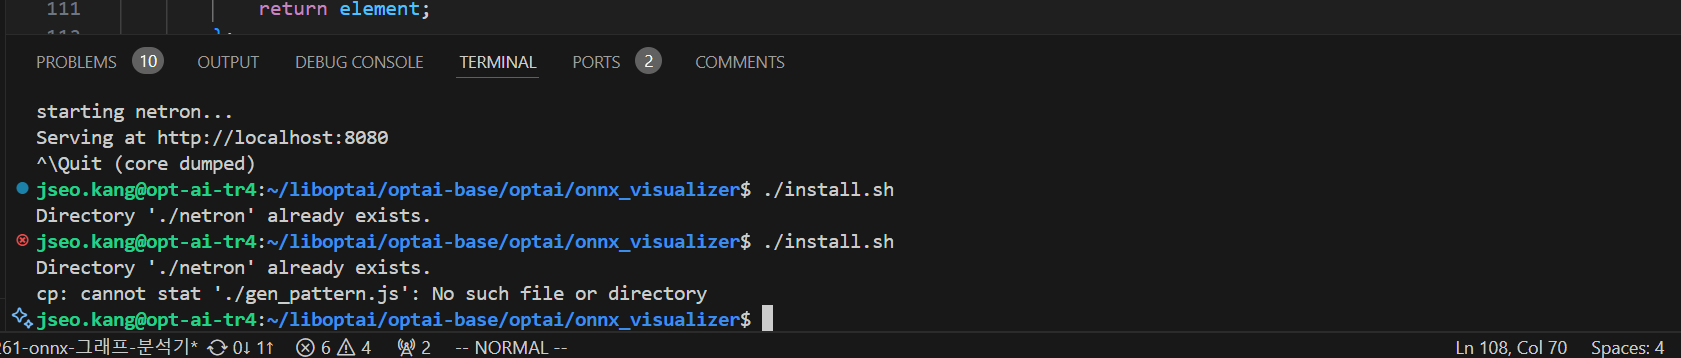 111 return element;
PROBLEMS 10 OUTPUT DEBUG CONSOLE TERMINAL PORTS 2 COMMENTS
starting netron...
Serving at http://localhost:8080
^\Quit (core dumped)
jseo.kang@opt-ai-tr4:~/liboptai/optai-base/optai/onnx_visualizer$ ./install.sh
Directory './netron' already exists.
jseo.kang@opt-ai-tr4:~/liboptai/optai-base/optai/onnx_visualizer$ ./install.sh
Directory './netron' already exists.
cp: cannot stat './gen_pattern.js': No such file or directory
jseo.kang@opt-ai-tr4:~/liboptai/optai-base/optai/onnx_visualizer$
261-onnx-그래프-분석기* 0↓ 1↑ 6 4 2 -- NORMAL -- Ln 108, Col 70 Spaces: 4